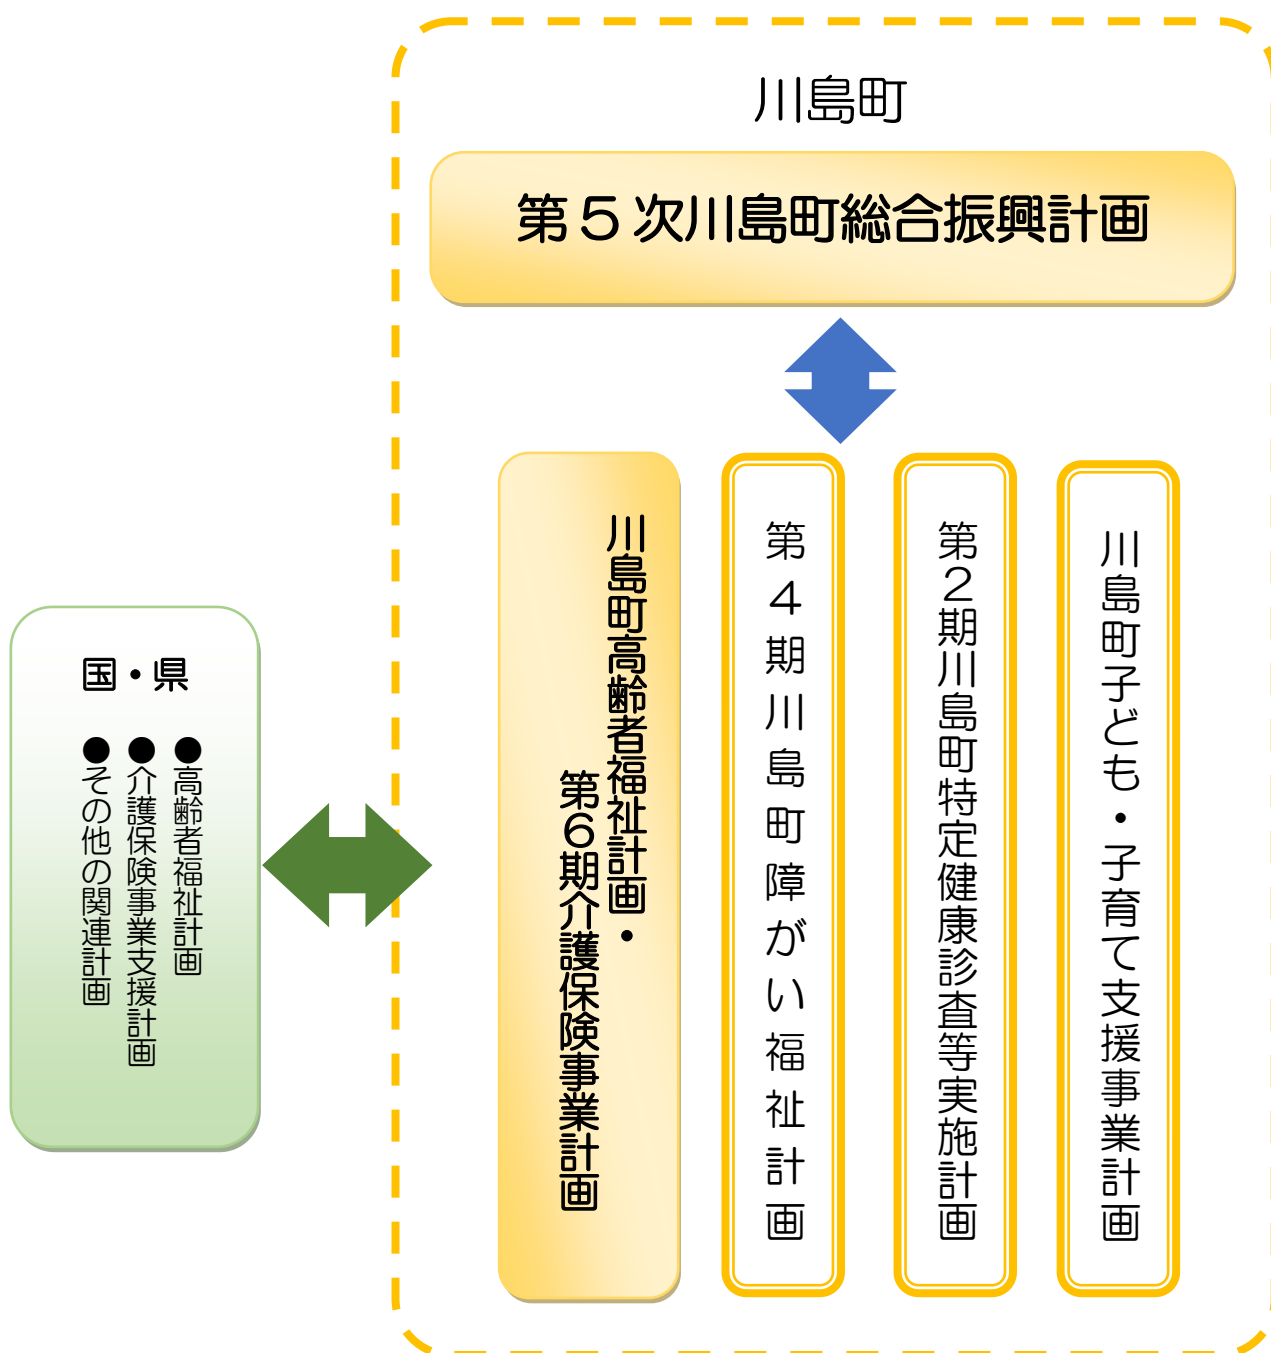 川島町
第５次川島町総合振興計画
川島町高齢者福祉計画・
第６期介護保険事業計画
第４期川島町障がい福祉計画
第２期川島町特定健康診査等実施計画
川島町子ども・子育て支援事業計画
国・県
●高齢者福祉計画
●介護保険事業支援計画
●その他の関連計画